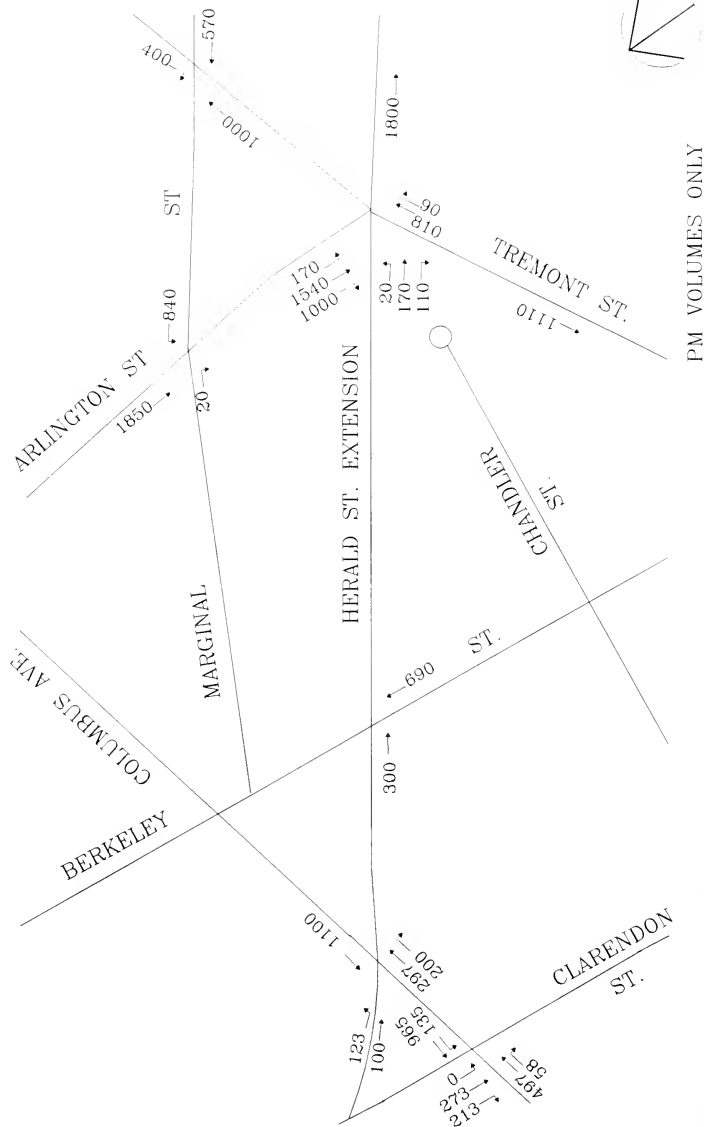 570
400
1000
1800
ST
90
810
TREMONT ST.
1110
170
1540
1000
20
170
110
840
ARLINGTON ST
1850
20
HERALD ST. EXTENSION
CHANDLER
ST.
MARGINAL
COLUMBUS AVE.
690
ST.
300
BERKELEY
1100
200
297
CLARENDON
ST.
123
100
965
135
0
273
213
58
497
PM VOLUMES ONLY